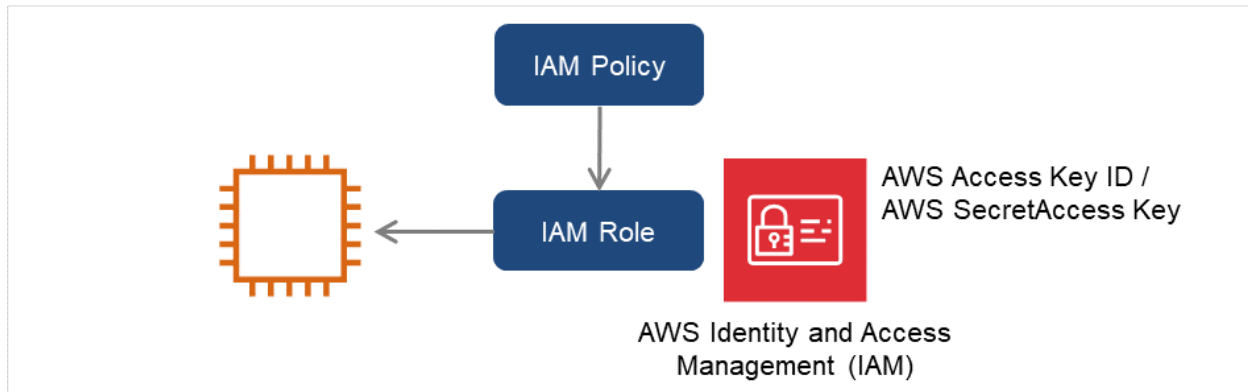 IAM Policy
IAM Role
AWS Access Key ID /
AWS SecretAccess Key
AWS Identity and Access
Management (IAM)